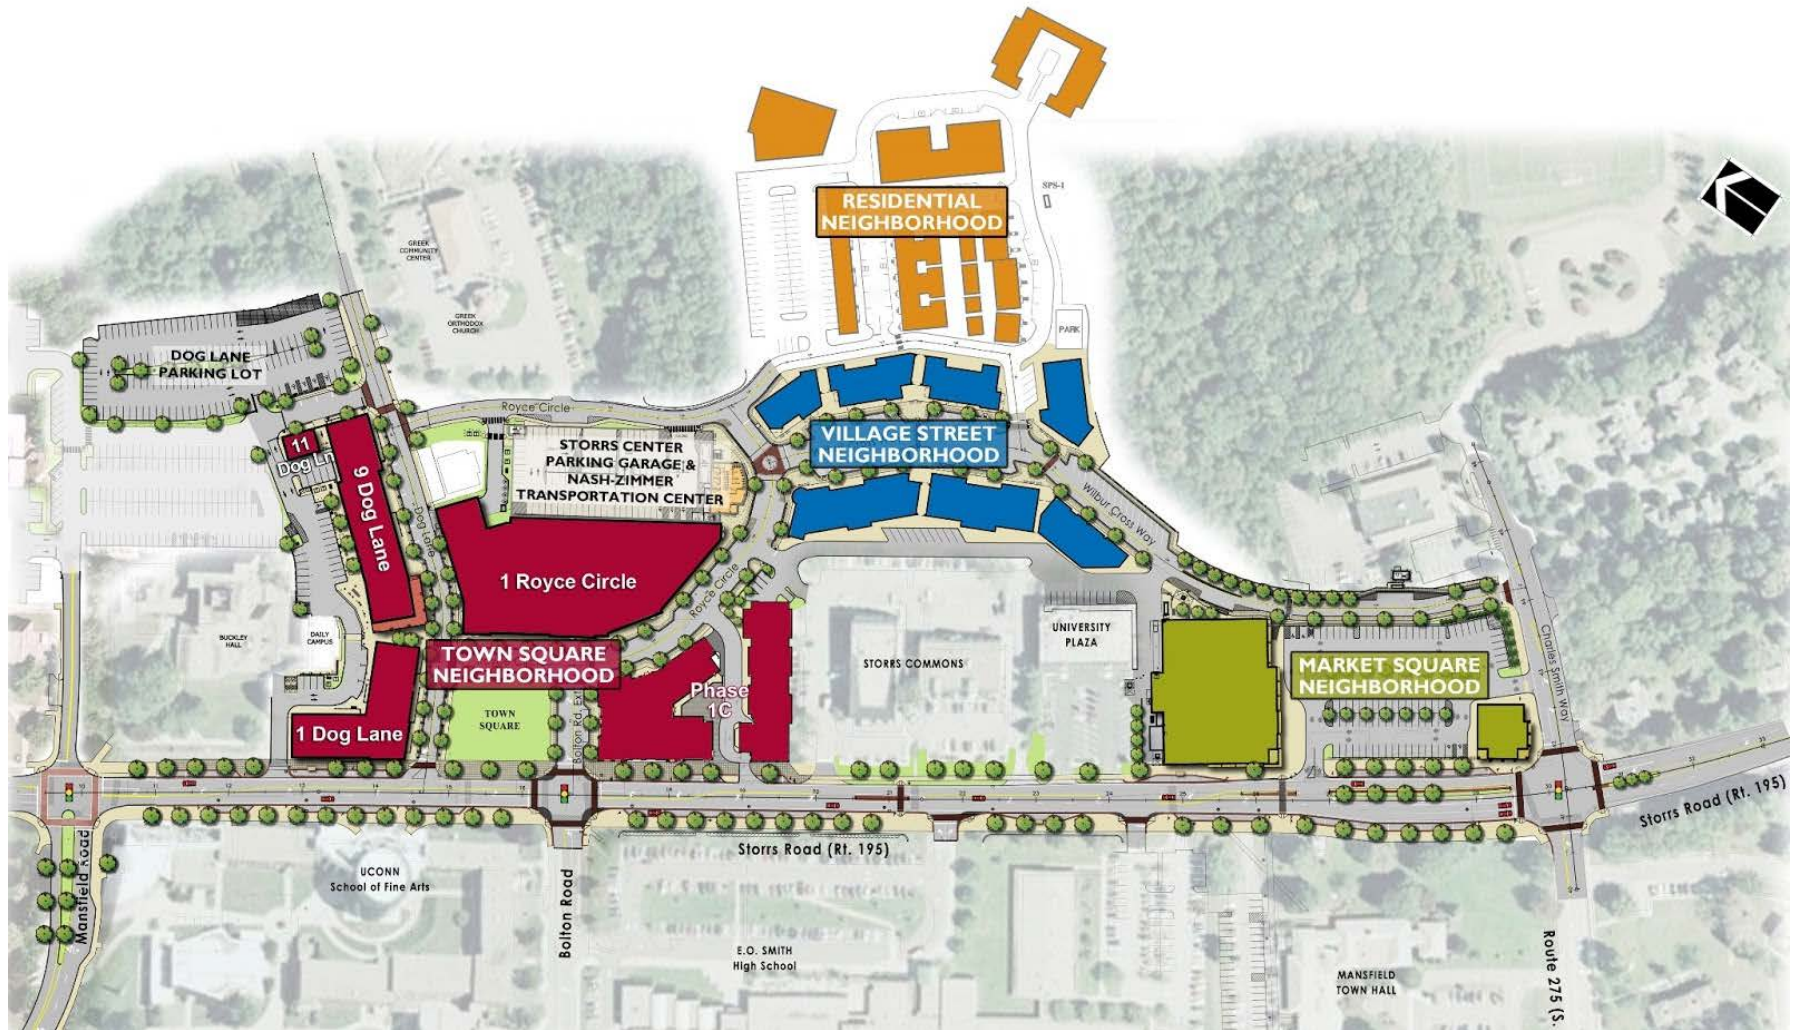 RESIDENTIAL
NEIGHBORHOOD
SPS-1
GREEK
COMMUNITY
CENTER
GREEK
ORTHODOX
CHURCH
PARK
DOG LANE
PARKING LOT
Royce Circle
11
Dog Ln
9 Dog Lane
Dog Lane
STORRS CENTER
PARKING GARAGE &
NASH-ZIMMER
TRANSPORTATION CENTER
VILLAGE STREET
NEIGHBORHOOD
Wilbur Cross Way
1 Royce Circle
Royce Circle
BUCKLEY
HALL
DAILY
CAMPUS
TOWN SQUARE
NEIGHBORHOOD
UNIVERSITY
PLAZA
STORRS COMMONS
MARKET SQUARE
NEIGHBORHOOD
Charles Smith Way
Phase
1C
TOWN
SQUARE
Bolton Rd. Ext
1 Dog Lane
Storrs Road (Rt. 195)
Storrs Road (Rt. 195)
Mansfield Road
UCONN
School of Fine Arts
Bolton Road
E.O. SMITH
High School
MANSFIELD
TOWN HALL
Route 275 (S.